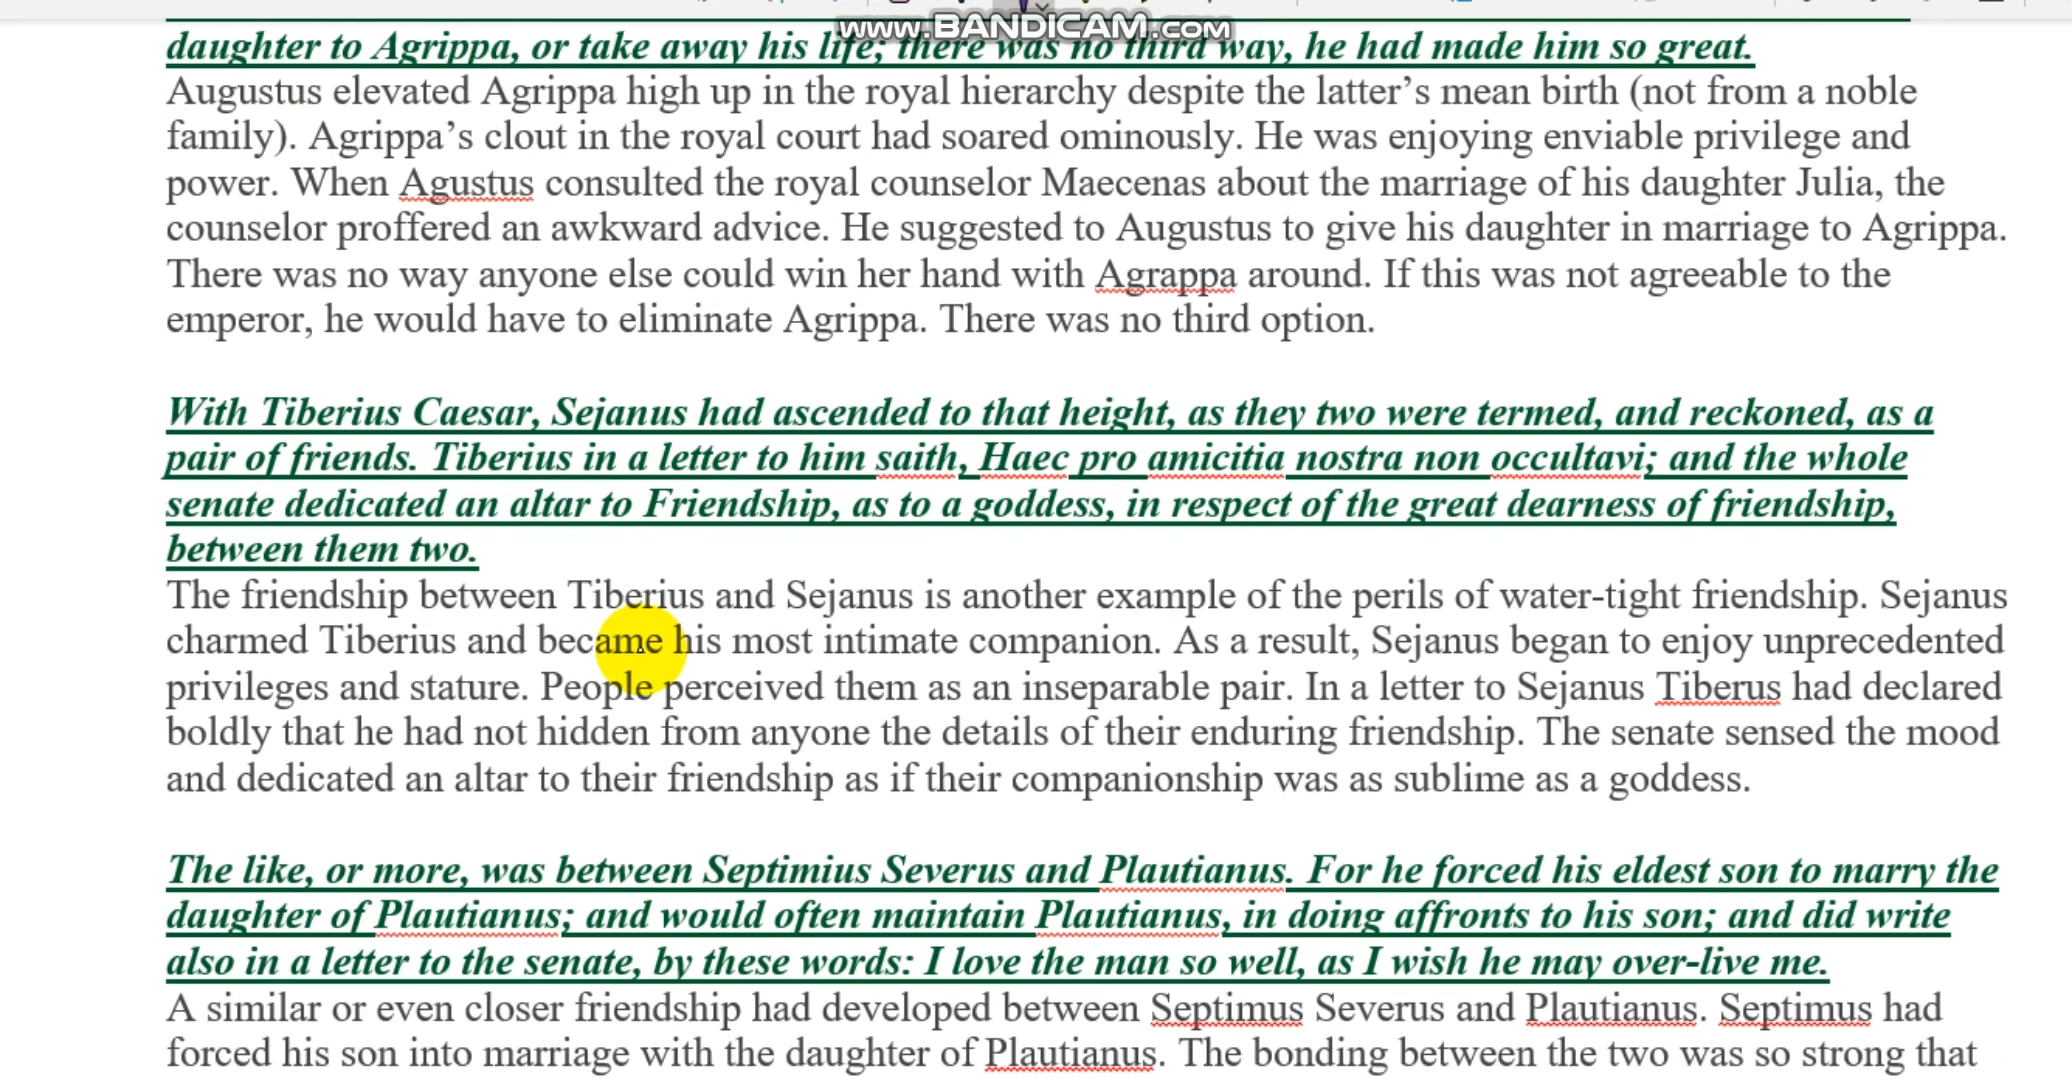 www.BANDICAM.com
daughter to Agrippa, or take away his life; there was no third way, he had made him so great.
Augustus elevated Agrippa high up in the royal hierarchy despite the latter’s mean birth (not from a noble
family). Agrippa’s clout in the royal court had soared ominously. He was enjoying enviable privilege and
power. When Agustus consulted the royal counselor Maecenas about the marriage of his daughter Julia, the
counselor proffered an awkward advice. He suggested to Augustus to give his daughter in marriage to Agrippa.
There was no way anyone else could win her hand with Agrappa around. If this was not agreeable to the
emperor, he would have to eliminate Agrippa. There was no third option.
With Tiberius Caesar, Sejanus had ascended to that height, as they two were termed, and reckoned, as a
pair of friends. Tiberius in a letter to him saith, Haec pro amicitia nostra non occultavi; and the whole
senate dedicated an altar to Friendship, as to a goddess, in respect of the great dearness of friendship,
between them two.
The friendship between Tiberius and Sejanus is another example of the perils of water-tight friendship. Sejanus
charmed Tiberius and became his most intimate companion. As a result, Sejanus began to enjoy unprecedented
privileges and stature. People perceived them as an inseparable pair. In a letter to Sejanus Tiberus had declared
boldly that he had not hidden from anyone the details of their enduring friendship. The senate sensed the mood
and dedicated an altar to their friendship as if their companionship was as sublime as a goddess.
The like, or more, was between Septimius Severus and Plautianus. For he forced his eldest son to marry the
daughter of Plautianus; and would often maintain Plautianus, in doing affronts to his son; and did write
also in a letter to the senate, by these words: I love the man so well, as I wish he may over-live me.
A similar or even closer friendship had developed between Septimus Severus and Plautianus. Septimus had
forced his son into marriage with the daughter of Plautianus. The bonding between the two was so strong that